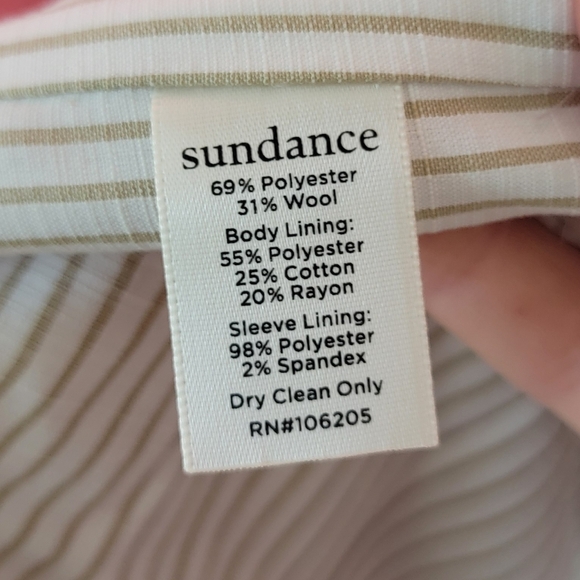 sundance
69% Polyester
31% Wool
Body Lining:
55% Polyester
25% Cotton
20% Rayon
Sleeve Lining:
98% Polyester
2% Spandex
Dry Clean Only
RN#106205